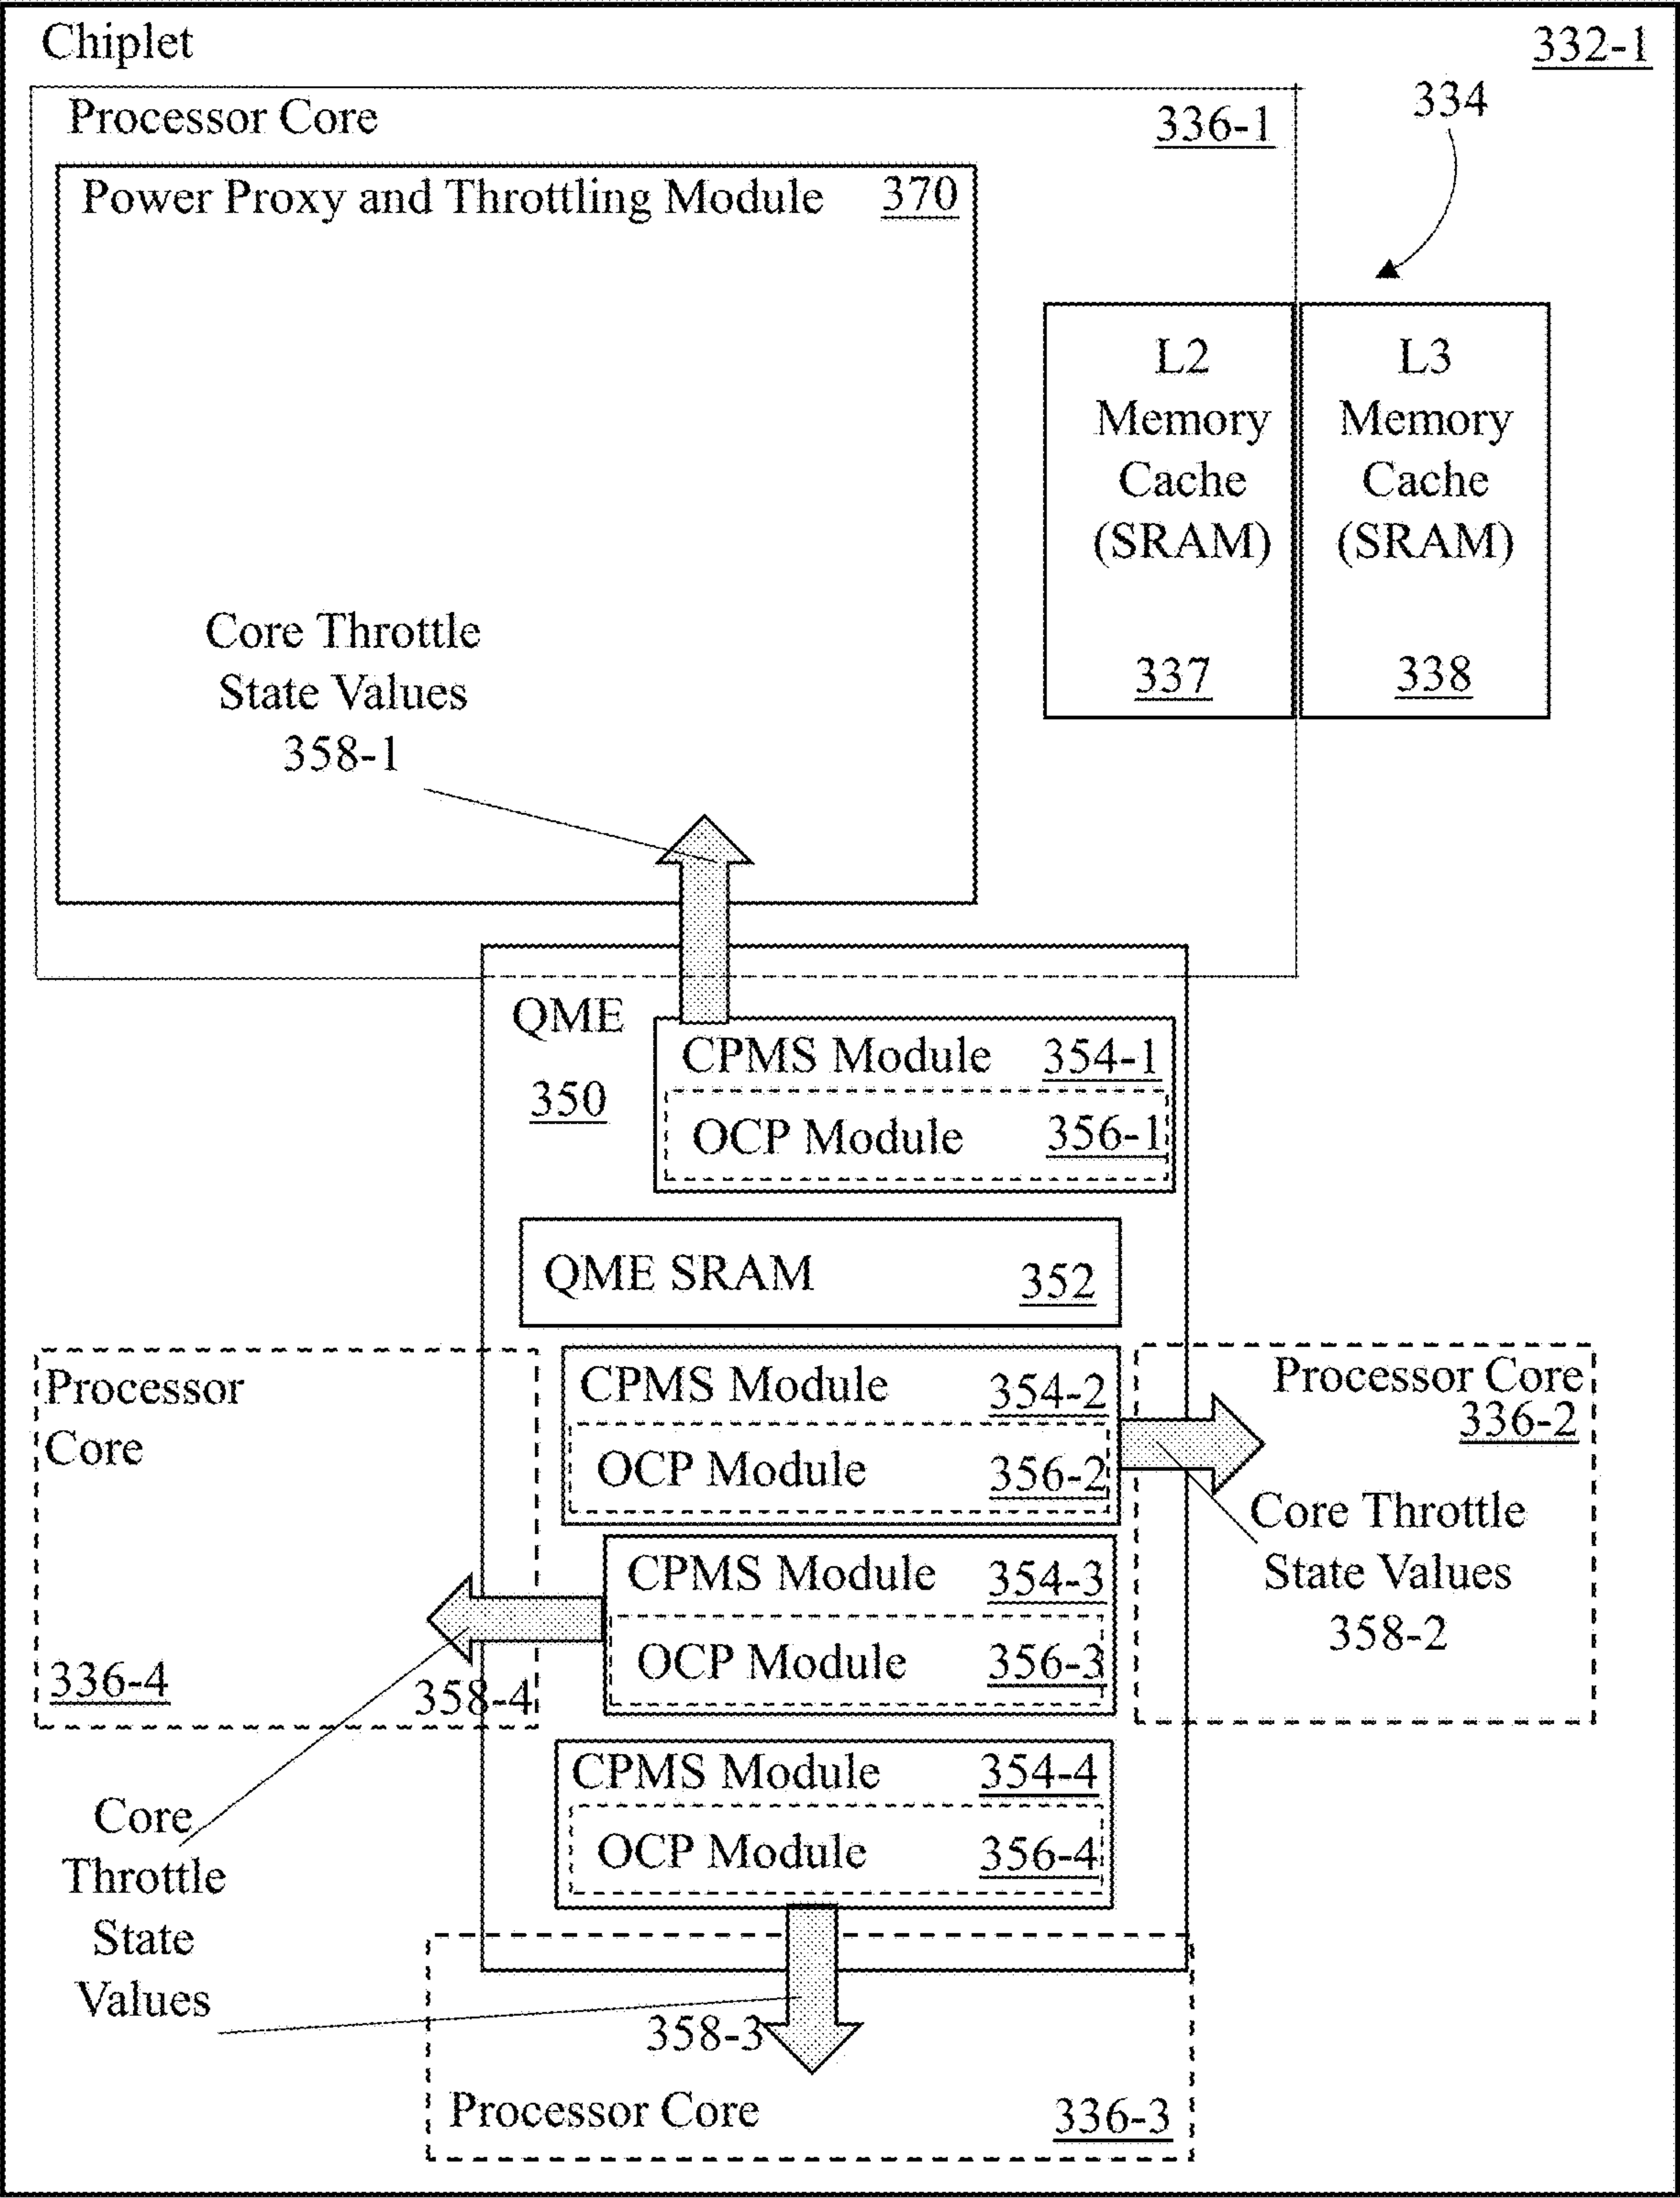 Chiplet
332-1
Processor Core
336-1
334
Power Proxy and Throttling Module
370
L2
Memory
Cache
(SRAM)
337
L3
Memory
Cache
(SRAM)
338
Core Throttle
State Values
358-1
QME
350
CPMS Module
354-1
OCP Module
356-1
QME SRAM
352
Processor
Core
336-4
358-4
CPMS Module
354-2
OCP Module
356-2
Processor Core
336-2
Core Throttle
State Values
358-2
CPMS Module
354-3
OCP Module
356-3
CPMS Module
354-4
OCP Module
356-4
Core
Throttle
State
Values
358-3
Processor Core
336-3